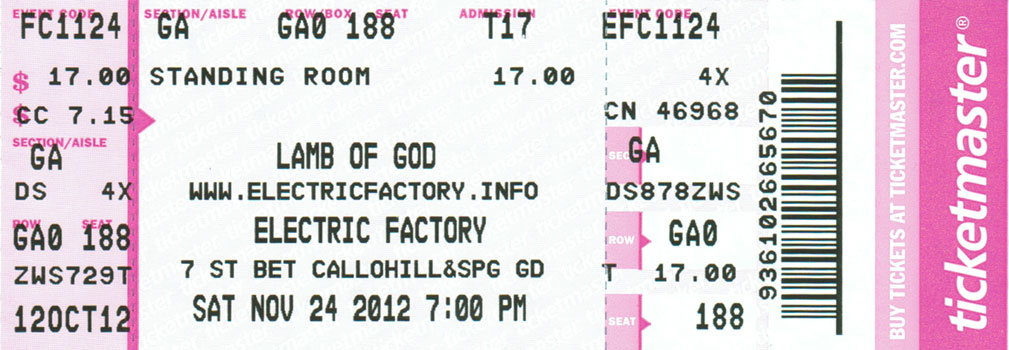 EVENT CODE SECTION/AISLE ROW/BOX SEAT ADMISSION EVENT CODE
FC1124 GA GA0 188 T17 EFC1124
$ 17.00 STANDING ROOM 17.00 4X
$
CC 7.15 CN 46968
SECTION/AISLE
GA LAMB OF GOD SEC GA
DS 4X WWW.ELECTRICFACTORY.INFO DS878ZWS
ROW SEAT
GA0 188 ELECTRIC FACTORY ROW GA0
ZWS729T 7 ST BET CALLOHILL&SPG GD T 17.00
12OCT12 SAT NOV 24 2012 7:00 PM SEAT 188
936102665670
BUY TICKETS AT TICKETMASTER.COM
ticketmaster®